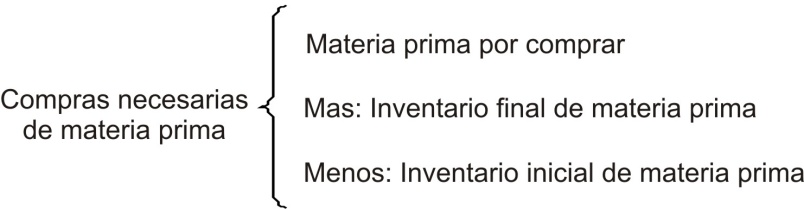 Compras necesarias
de materia prima
Materia prima por comprar
Mas: Inventario final de materia prima
Menos: Inventario inicial de materia prima